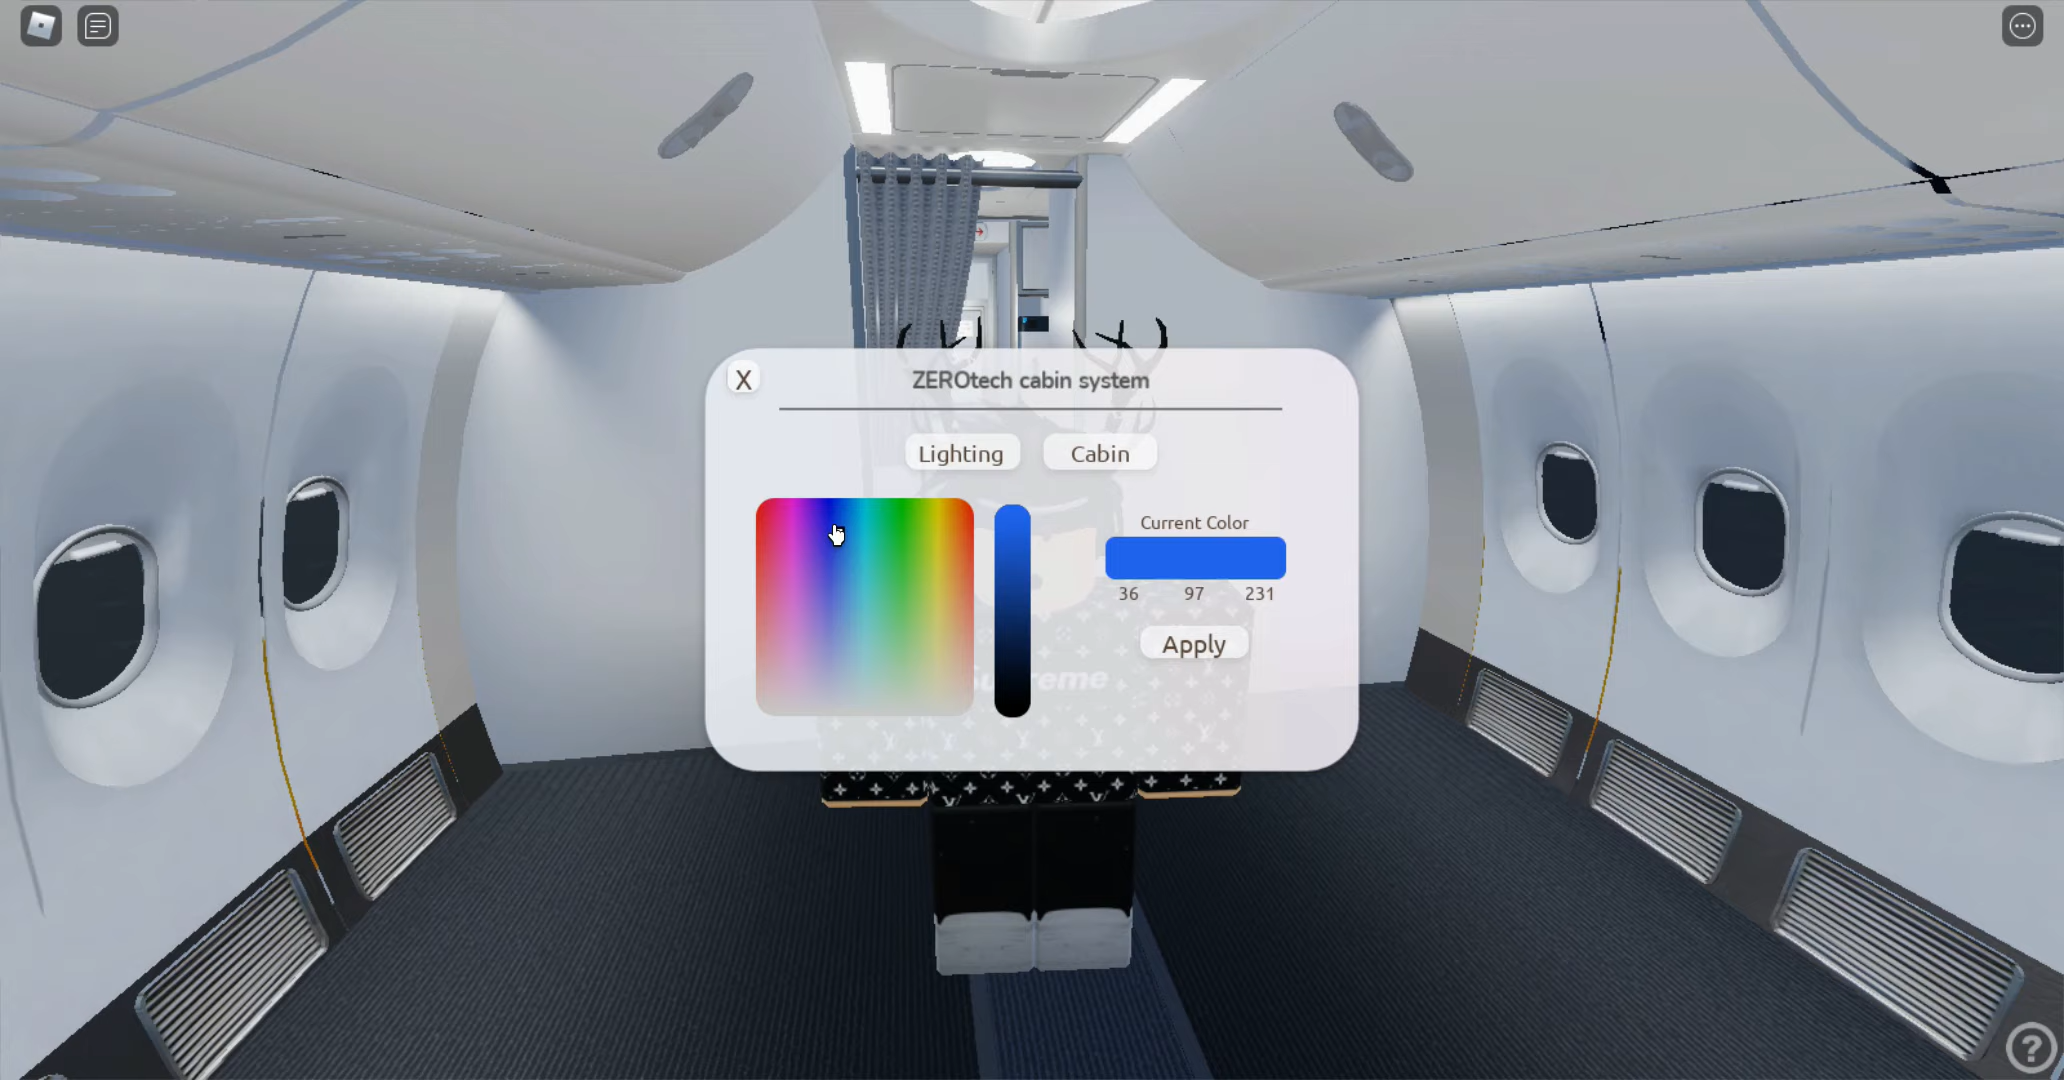 X
ZEROtech cabin system
Lighting
Cabin
Current Color
36 97 231
Apply
?